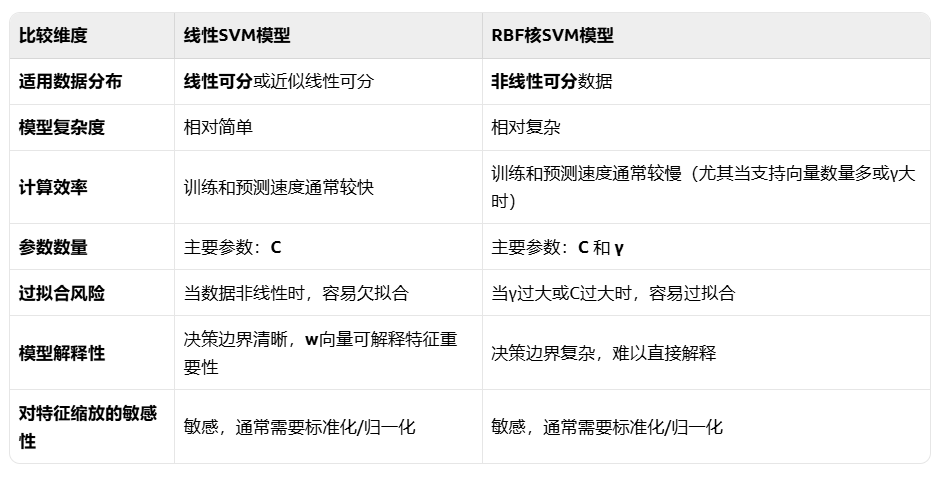 比较维度 线性SVM模型 RBF核SVM模型
适用数据分布 线性可分或近似线性可分 非线性可分数据
模型复杂度 相对简单 相对复杂
计算效率 训练和预测速度通常较快 训练和预测速度通常较慢（尤其当支持向量数量多或γ大
时）
参数数量 主要参数：C 主要参数：C 和 γ
过拟合风险 当数据非线性时，容易欠拟合 当γ过大或C过大时，容易过拟合
模型解释性 决策边界清晰，w向量可解释特征重
要性 决策边界复杂，难以直接解释
对特征缩放的敏感
性 敏感，通常需要标准化/归一化 敏感，通常需要标准化/归一化